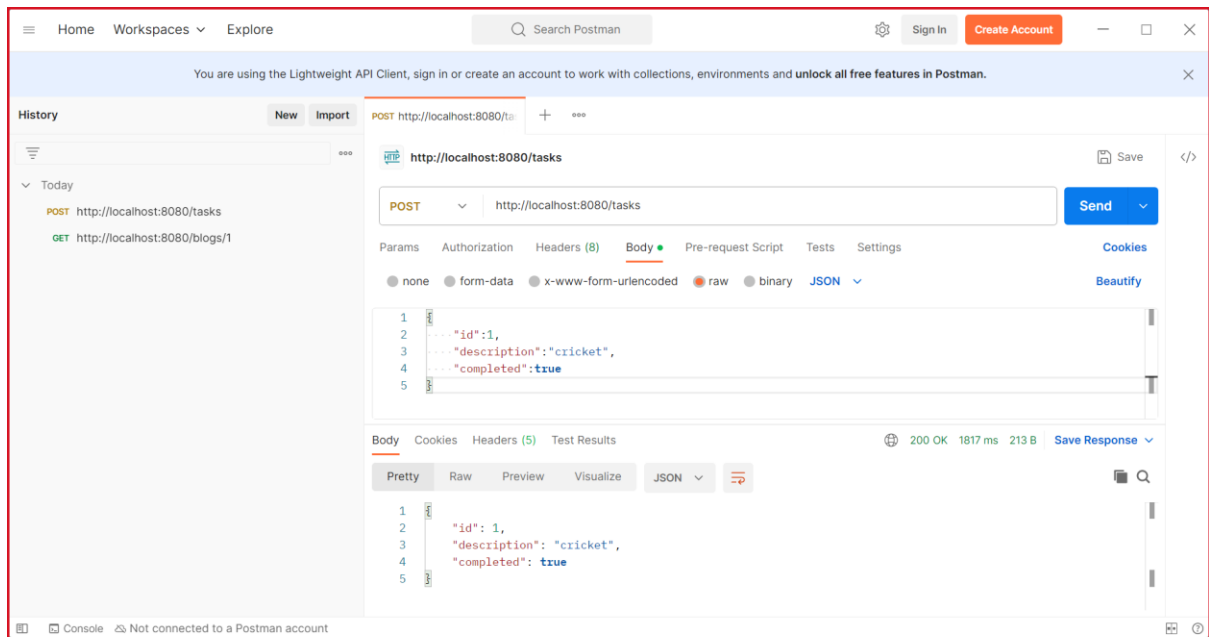 Home Workspaces Explore Search Postman Sign In Create Account
You are using the Lightweight API Client, sign in or create an account to work with collections, environments and unlock all free features in Postman.
History New Import
Today
POST http://localhost:8080/tasks
GET http://localhost:8080/blogs/1
POST http://localhost:8080/ta
HTTP http://localhost:8080/tasks Save </>
POST http://localhost:8080/tasks Send
Params Authorization Headers (8) Body Pre-request Script Tests Settings Cookies
none form-data x-www-form-urlencoded raw binary JSON Beautify
1 {
2 "id":1,
3 "description":"cricket",
4 "completed":true
5 }
Body Cookies Headers (5) Test Results 200 OK 1817 ms 213 B Save Response
Pretty Raw Preview Visualize JSON
1 {
2 "id": 1,
3 "description": "cricket",
4 "completed": true
5 }
Console Not connected to a Postman account